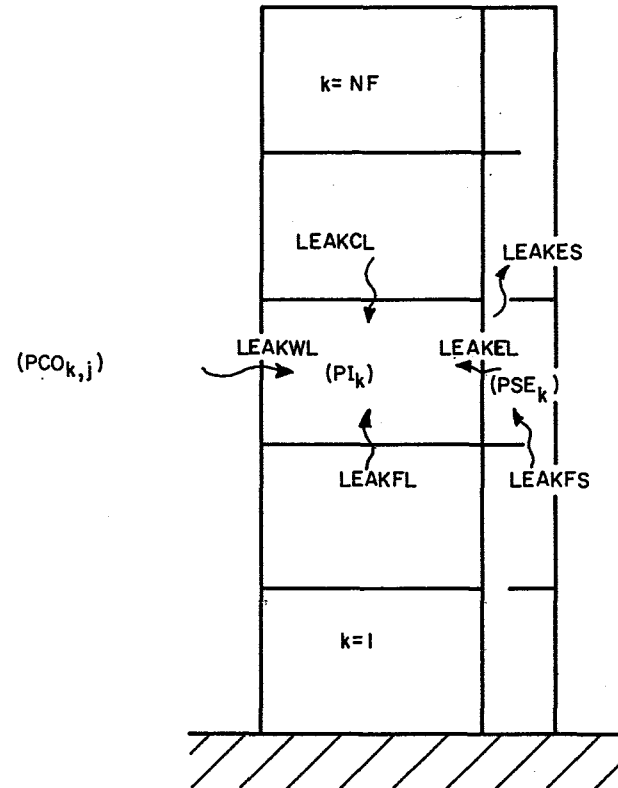 k= NF
LEAKCL
LEAKES
(PCOk,j)
LEAKWL
LEAKEL
(PIk)
(PSEk)
LEAKFL
LEAKFS
k=I